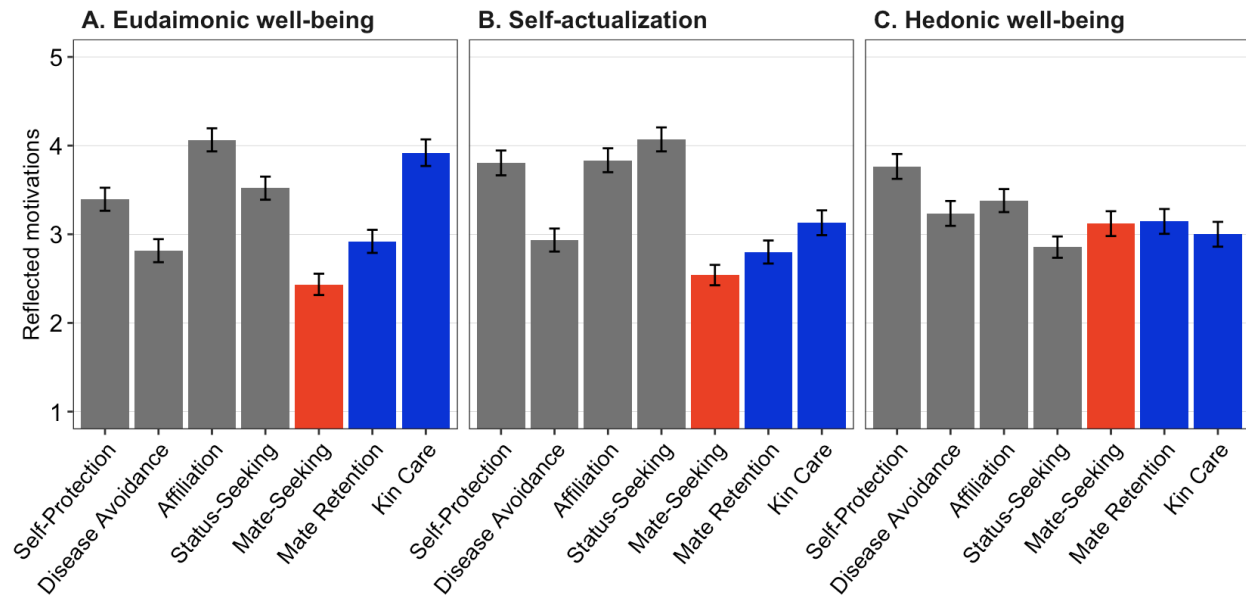 A. Eudaimonic well-being
B. Self-actualization
C. Hedonic well-being
Reflected motivations
5
4
3
2
1
Self-Protection
Disease Avoidance
Affiliation
Status-Seeking
Mate-Seeking
Mate Retention
Kin Care
Self-Protection
Disease Avoidance
Affiliation
Status-Seeking
Mate-Seeking
Mate Retention
Kin Care
Self-Protection
Disease Avoidance
Affiliation
Status-Seeking
Mate-Seeking
Mate Retention
Kin Care